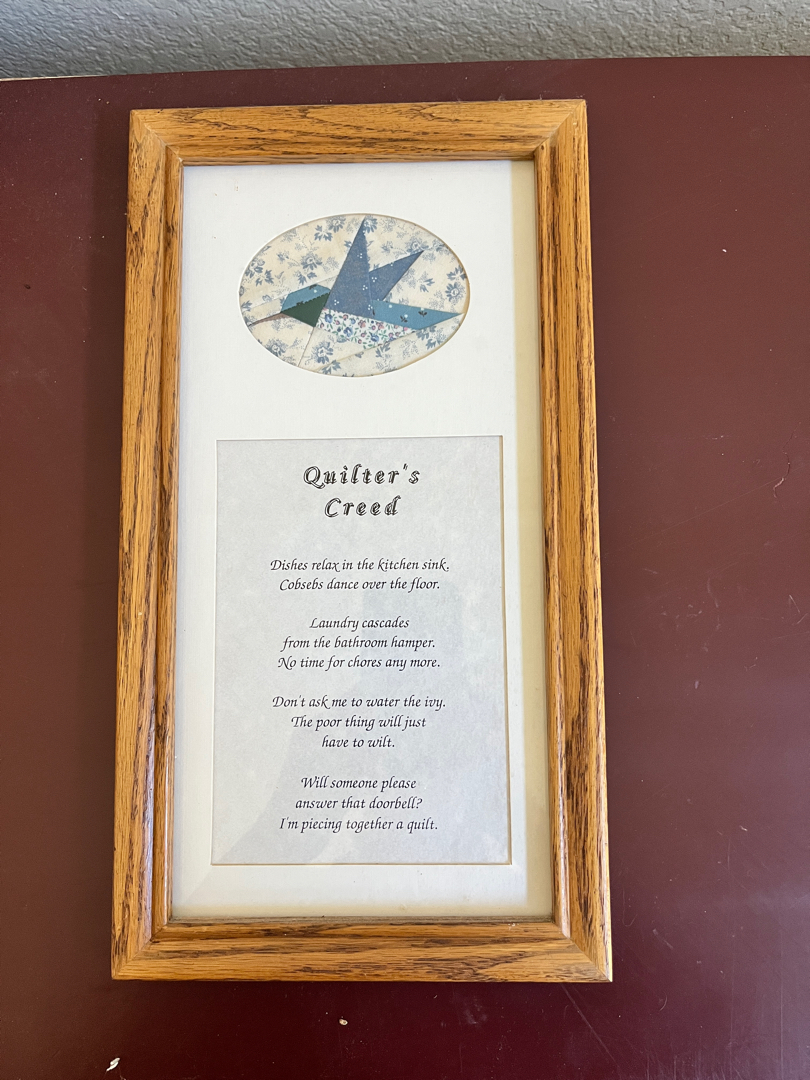 Quilter's
Creed
Dishes relax in the kitchen sink.
Cobsebs dance over the floor.
Laundry cascades
from the bathroom hamper.
No time for chores any more.
Don't ask me to water the ivy.
The poor thing will just
have to wilt.
Will someone please
answer that doorbell?
I'm piecing together a quilt.